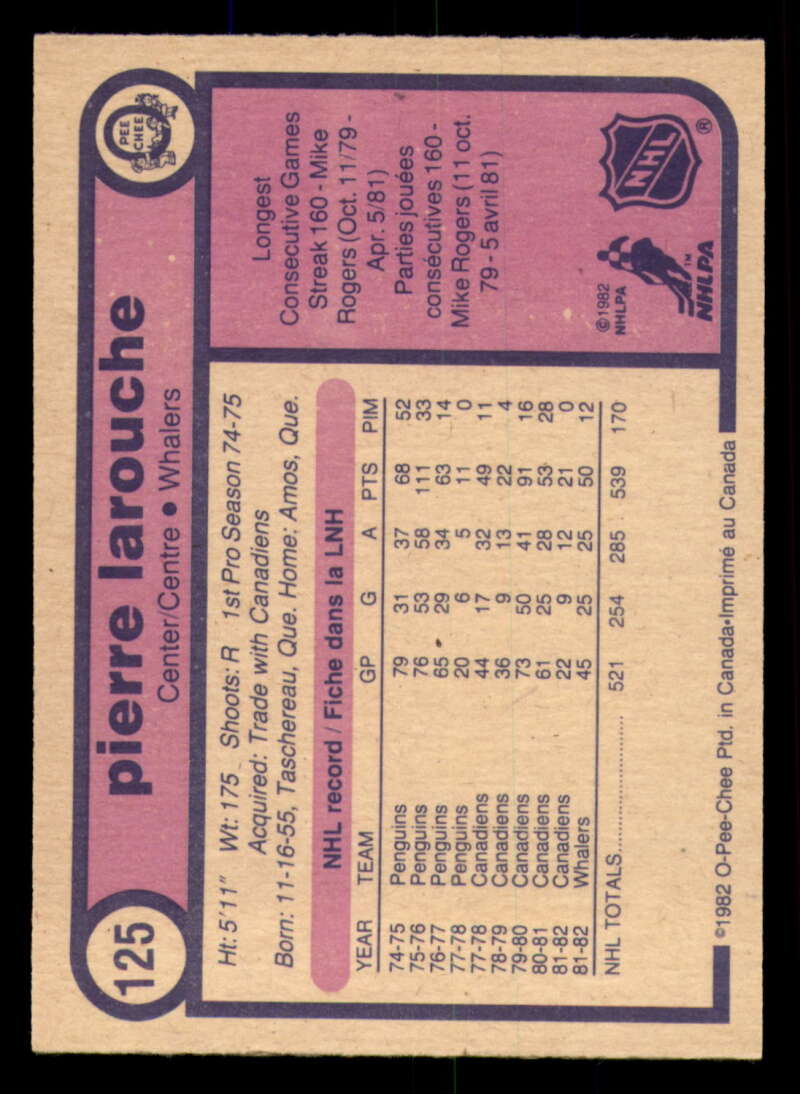 125
pierre larouche
Center/Centre • Whalers
O PEE CHEE
Ht: 5'11" Wt: 175 Shoots: R 1st Pro Season 74-75
Acquired: Trade with Canadiens
Born: 11-16-55, Taschereau, Que. Home: Amos, Que.
NHL record / Fiche dans la LNH
YEAR TEAM GP G A PTS PIM
74-75 Penguins 79 31 37 68 52
75-76 Penguins 76 53 58 111 33
76-77 Penguins 65 29 34 63 14
77-78 Penguins 20 6 5 11 0
77-78 Canadiens 44 17 32 49 11
78-79 Canadiens 36 9 13 22 4
79-80 Canadiens 73 50 41 91 16
80-81 Canadiens 61 25 28 53 28
81-82 Canadiens 22 9 12 21 0
81-82 Whalers 45 25 25 50 12
NHL TOTALS.................... 521 254 285 539 170
Longest
Consecutive Games
Streak 160 - Mike
Rogers (Oct. 11/79 -
Apr. 5/81)
Parties jouées
consécutives 160 -
Mike Rogers (11 oct.
79 - 5 avril 81)
©1982
NHLPA
NHLPA™
NHL®
©1982 O-Pee-Chee Ptd. in Canada•Imprimé au Canada